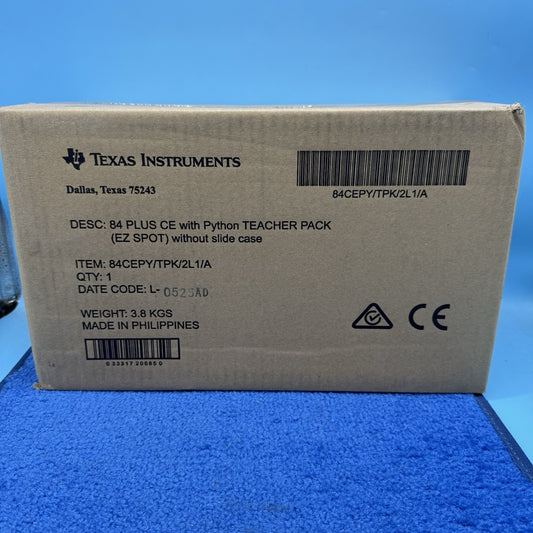 TEXAS INSTRUMENTS
Dallas, Texas 75243
84CEPY/TPK/2L1/A
DESC: 84 PLUS CE with Python TEACHER PACK
(EZ SPOT) without slide case
ITEM: 84CEPY/TPK/2L1/A
QTY: 1
DATE CODE: L-0525AD
WEIGHT: 3.8 KGS
MADE IN PHILIPPINES
CE